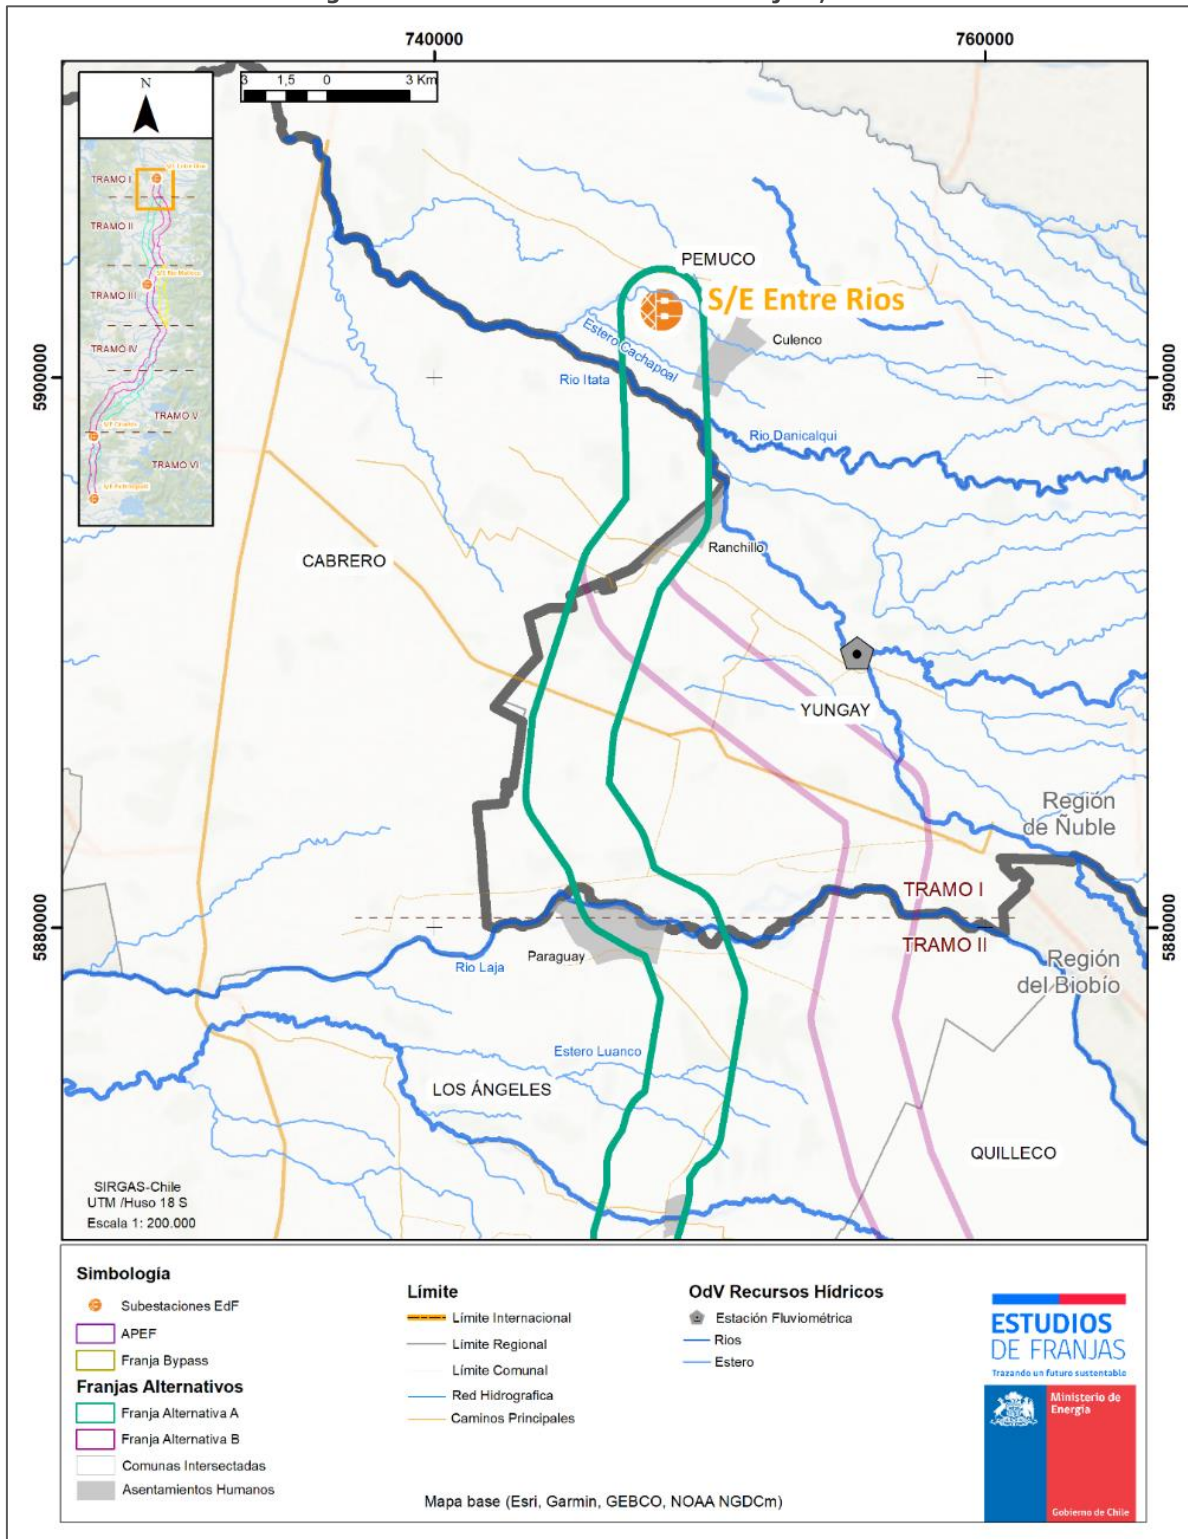 740000
760000
3 1,5 0 3 Km
N
S/E Entre Rios
TRAMO I
TRAMO II
TRAMO III
TRAMO IV
TRAMO V
TRAMO VI
PEMUCO
S/E Entre Rios
Culenco
Estero Cachapoal
Rio Itata
Rio Danicalqui
5900000
5900000
Ranchillo
CABRERO
YUNGAY
Región
de Ñuble
TRAMO I
TRAMO II
5880000
5880000
Paraguay
Rio Laja
Región
del Biobío
Estero Luanco
LOS ÁNGELES
QUILLECO
SIRGAS-Chile
UTM /Huso 18 S
Escala 1: 200.000
Simbología
Subestaciones EdF
APEF
Franja Bypass
Franjas Alternativos
Franja Alternativa A
Franja Alternativa B
Comunas Intersectadas
Asentamientos Humanos
Límite
Límite Internacional
Límite Regional
Límite Comunal
Red Hidrografica
Caminos Principales
OdV Recursos Hídricos
Estación Fluviométrica
Rios
Estero
Mapa base (Esri, Garmin, GEBCO, NOAA NGDCm)
ESTUDIOS
DE FRANJAS
Trazando un futuro sustentable
Ministerio de
Energía
Gobierno de Chile